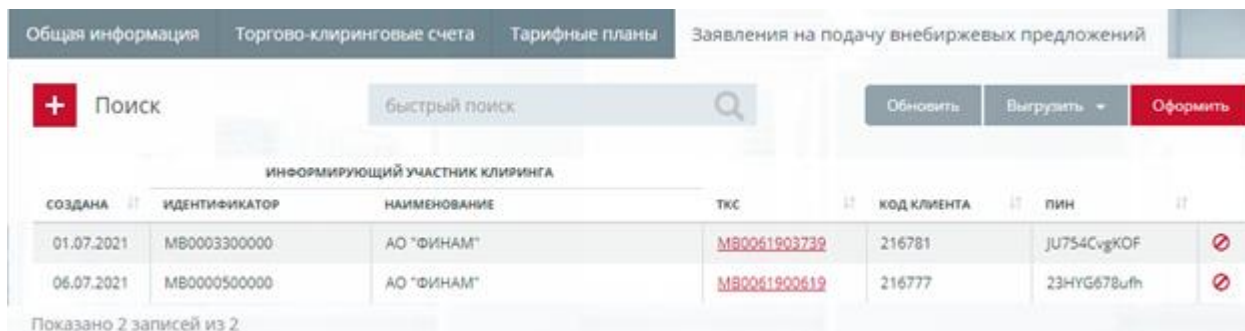 Общая информация Торгово-клиринговые счета Тарифные планы Заявления на подачу внебиржевых предложений
+ Поиск быстрый поиск Обновить Выгрузить Оформить
ИНФОРМИРУЮЩИЙ УЧАСТНИК КЛИРИНГА
СОЗДАНА ИДЕНТИФИКАТОР НАИМЕНОВАНИЕ ТКС КОД КЛИЕНТА ПИН
01.07.2021 MB0003300000 АО "ФИНАМ" MB0061903739 216781 JU754CvgKOF
06.07.2021 MB0000500000 АО "ФИНАМ" MB0061900619 216777 23HYG678ufh
Показано 2 записей из 2